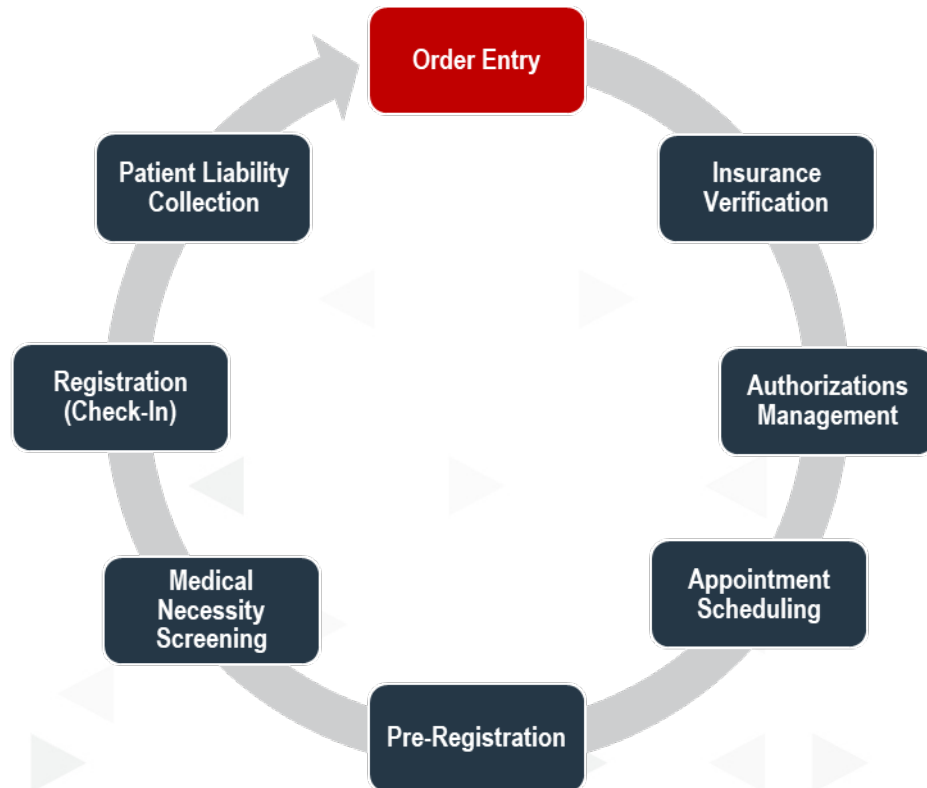 Order Entry
Insurance
Verification
Authorizations
Management
Appointment
Scheduling
Pre-Registration
Medical
Necessity
Screening
Registration
(Check-In)
Patient Liability
Collection